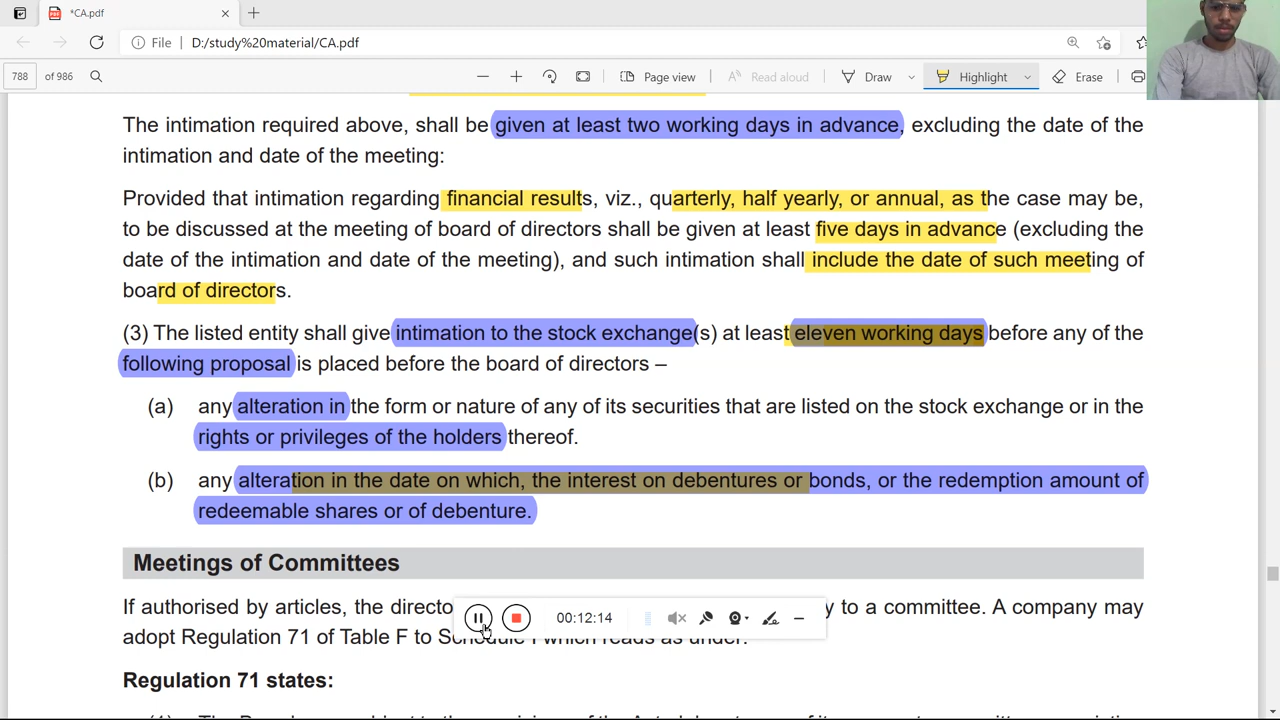 *CA.pdf
File | D:/study%20material/CA.pdf
788 of 986 Page view Read aloud Draw Highlight Erase
The intimation required above, shall be given at least two working days in advance, excluding the date of the
intimation and date of the meeting:
Provided that intimation regarding financial results, viz., quarterly, half yearly, or annual, as the case may be,
to be discussed at the meeting of board of directors shall be given at least five days in advance (excluding the
date of the intimation and date of the meeting), and such intimation shall include the date of such meeting of
board of directors.
(3) The listed entity shall give intimation to the stock exchange(s) at least eleven working days before any of the
following proposal is placed before the board of directors –
(a) any alteration in the form or nature of any of its securities that are listed on the stock exchange or in the
rights or privileges of the holders thereof.
(b) any alteration in the date on which, the interest on debentures or bonds, or the redemption amount of
redeemable shares or of debenture.
Meetings of Committees
If authorised by articles, the directo y to a committee. A company may
00:12:14
adopt Regulation 71 of Table F to Schedule I which reads as under:
Regulation 71 states: